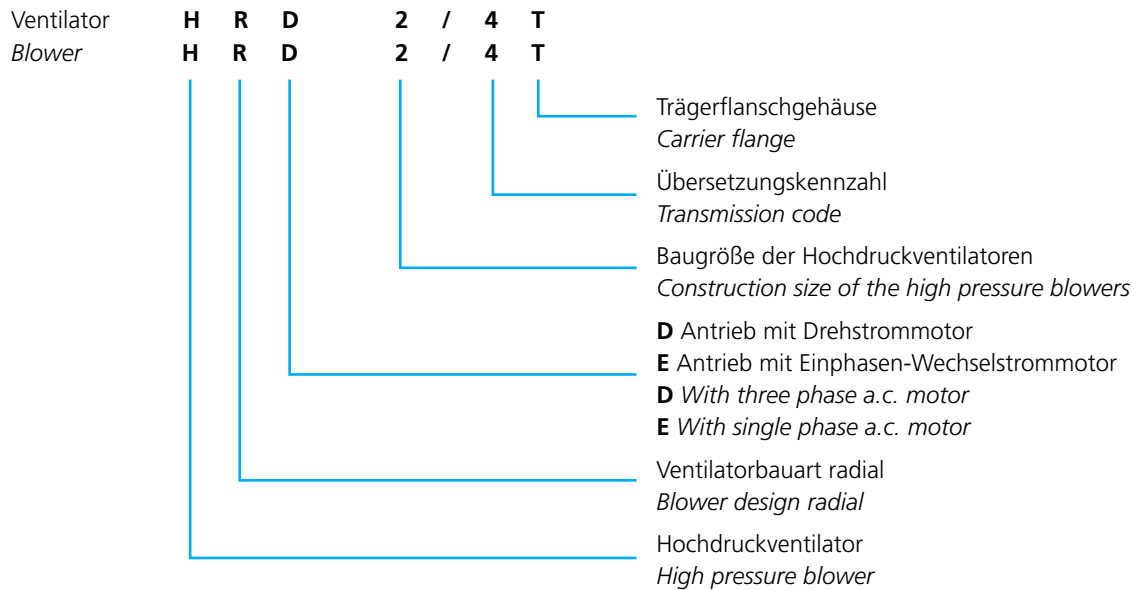 Ventilator H R D 2 / 4 T
Blower H R D 2 / 4 T
Trägerflanschgehäuse
Carrier flange
Übersetzungskennzahl
Transmission code
Baugröße der Hochdruckventilatoren
Construction size of the high pressure blowers
D Antrieb mit Drehstrommotor
E Antrieb mit Einphasen-Wechselstrommotor
D With three phase a.c. motor
E With single phase a.c. motor
Ventilatorbauart radial
Blower design radial
Hochdruckventilator
High pressure blower